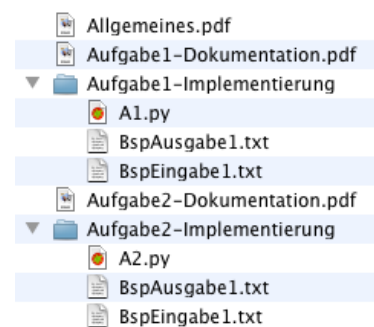 Allgemeines.pdf
Aufgabe1-Dokumentation.pdf
Aufgabe1-Implementierung
A1.py
BspAusgabe1.txt
BspEingabe1.txt
Aufgabe2-Dokumentation.pdf
Aufgabe2-Implementierung
A2.py
BspAusgabe1.txt
BspEingabe1.txt